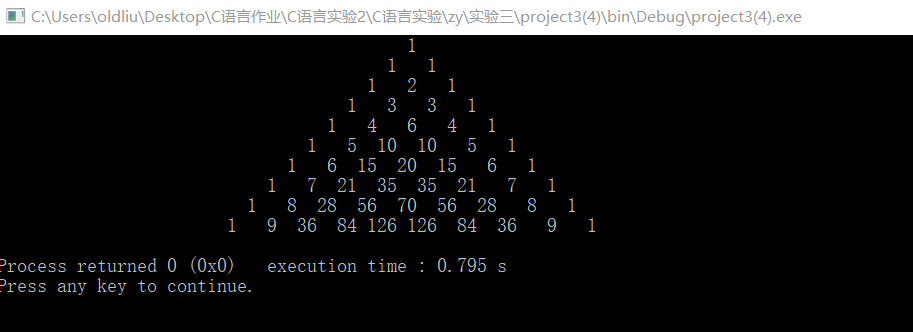 C:\Users\oldliu\Desktop\C语言作业\C语言实验2\C语言实验\zy\实验三\project3(4)\bin\Debug\project3(4).exe
1
1 1
1 2 1
1 3 3 1
1 4 6 4 1
1 5 10 10 5 1
1 6 15 20 15 6 1
1 7 21 35 35 21 7 1
1 8 28 56 70 56 28 8 1
1 9 36 84 126 126 84 36 9 1
Process returned 0 (0x0) execution time : 0.795 s
Press any key to continue.